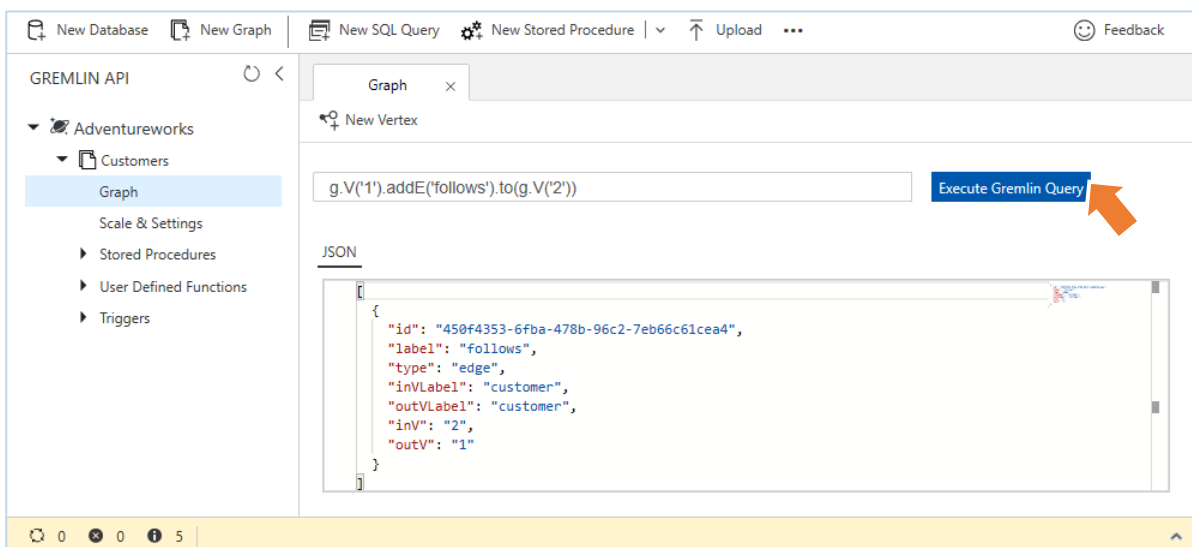 New Database New Graph New SQL Query New Stored Procedure Upload ••• Feedback
GREMLIN API
Adventureworks
Customers
Graph
Scale & Settings
Stored Procedures
User Defined Functions
Triggers
Graph
New Vertex
g.V('1').addE('follows').to(g.V('2'))
Execute Gremlin Query
JSON
[
{
"id": "450f4353-6fba-478b-96c2-7eb66c61cea4",
"label": "follows",
"type": "edge",
"inVLabel": "customer",
"outVLabel": "customer",
"inV": "2",
"outV": "1"
}
]
0 0 5